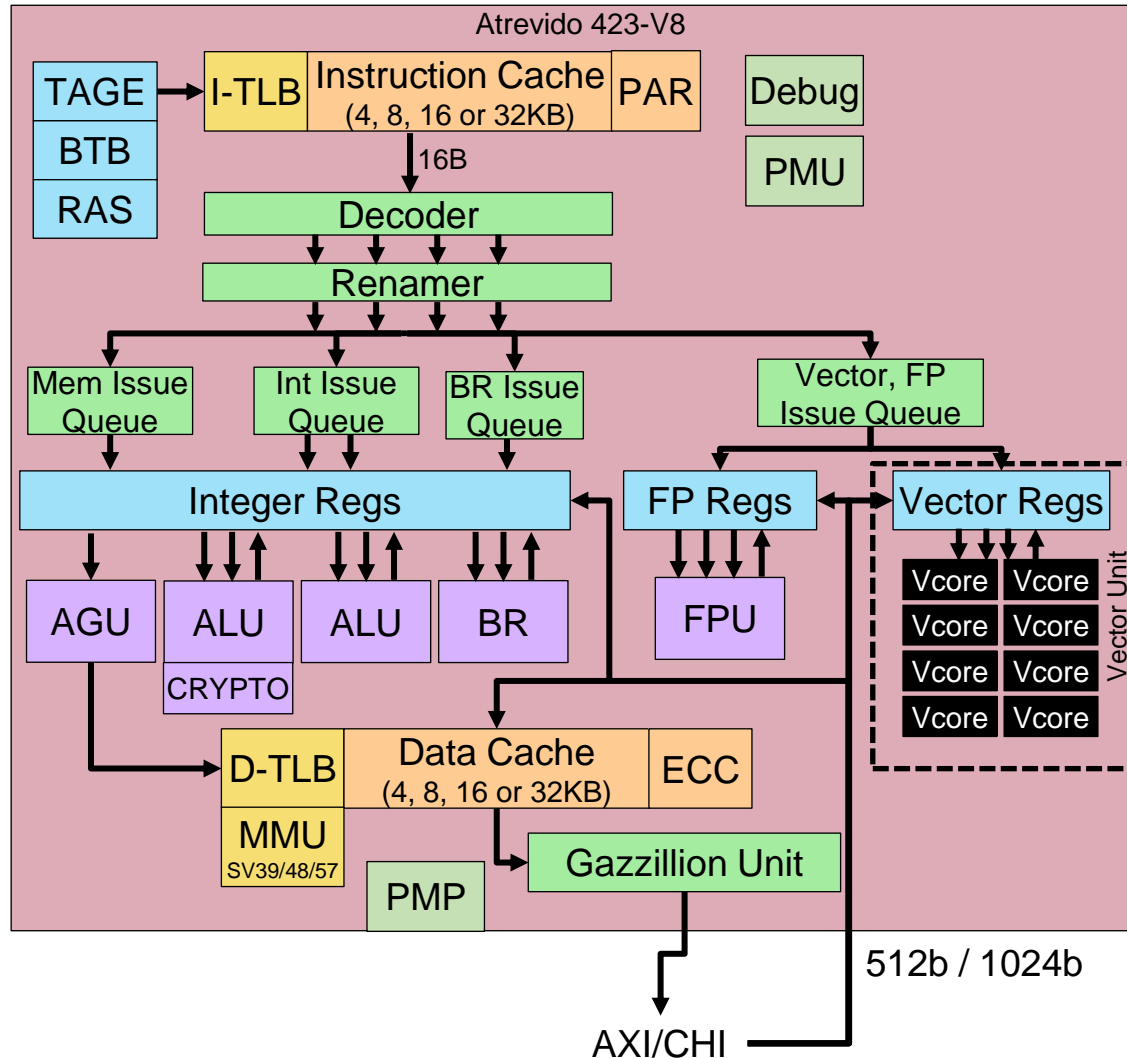 Atrevido 423-V8
TAGE
BTB
RAS
I-TLB
Instruction Cache
(4, 8, 16 or 32KB)
PAR
Debug
PMU
16B
Decoder
Renamer
Mem Issue
Queue
Int Issue
Queue
BR Issue
Queue
Vector, FP
Issue Queue
Integer Regs
FP Regs
Vector Regs
AGU
ALU
CRYPTO
ALU
BR
FPU
Vcore
Vcore
Vcore
Vcore
Vcore
Vcore
Vcore
Vcore
Vector Unit
D-TLB
Data Cache
(4, 8, 16 or 32KB)
ECC
MMU
SV39/48/57
Gazzillion Unit
PMP
512b / 1024b
AXI/CHI